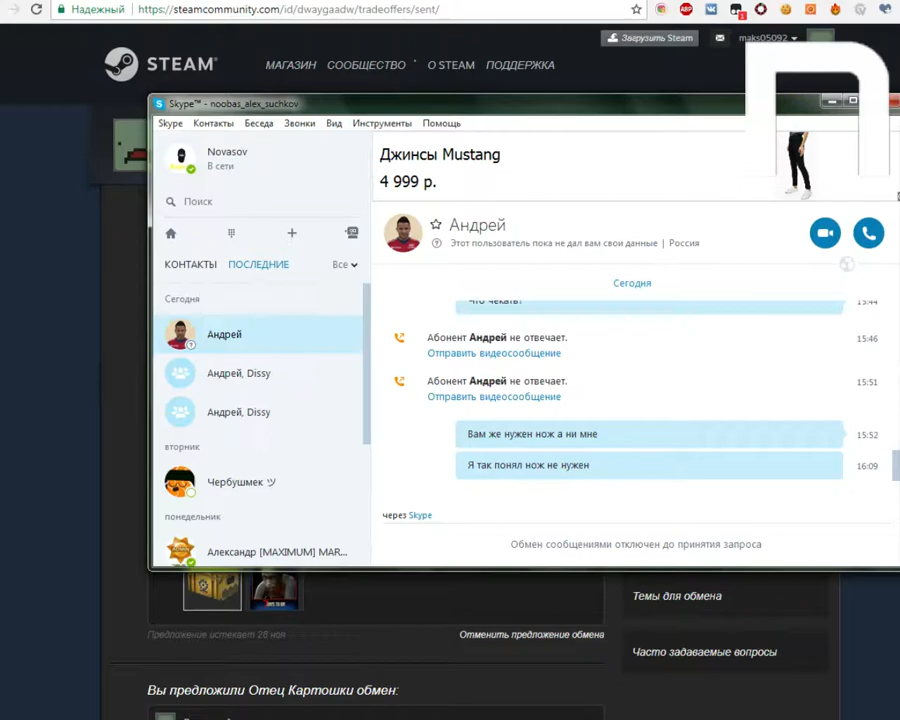 Надежный
https://steamcommunity.com/id/dwaygaadw/tradeoffers/sent/
ABP
1
Загрузить Steam
maks05092
STEAM
МАГАЗИН СООБЩЕСТВО О STEAM ПОДДЕРЖКА
Skype™ - noobas_alex_suchkov
Skype Контакты Беседа Звонки Вид Инструменты Помощь
Novasov
В сети
Поиск
КОНТАКТЫ ПОСЛЕДНИЕ Все
Сегодня
Андрей
Андрей, Dissy
Андрей, Dissy
вторник
Чербушмек ツ
понедельник
Александр [MAXIMUM] MAR...
Джинсы Mustang
4 999 р.
Андрей
Этот пользователь пока не дал вам свои данные | Россия
Сегодня
что чекать? 15:44
Абонент Андрей не отвечает. 15:46
Отправить видеосообщение
Абонент Андрей не отвечает. 15:51
Отправить видеосообщение
Вам же нужен нож а ни мне 15:52
Я так понял нож не нужен 16:09
через Skype
Обмен сообщениями отключен до принятия запроса
Темы для обмена
Предложение истекает 28 ноя
Отменить предложение обмена
Часто задаваемые вопросы
Вы предложили Отец Картошки обмен: